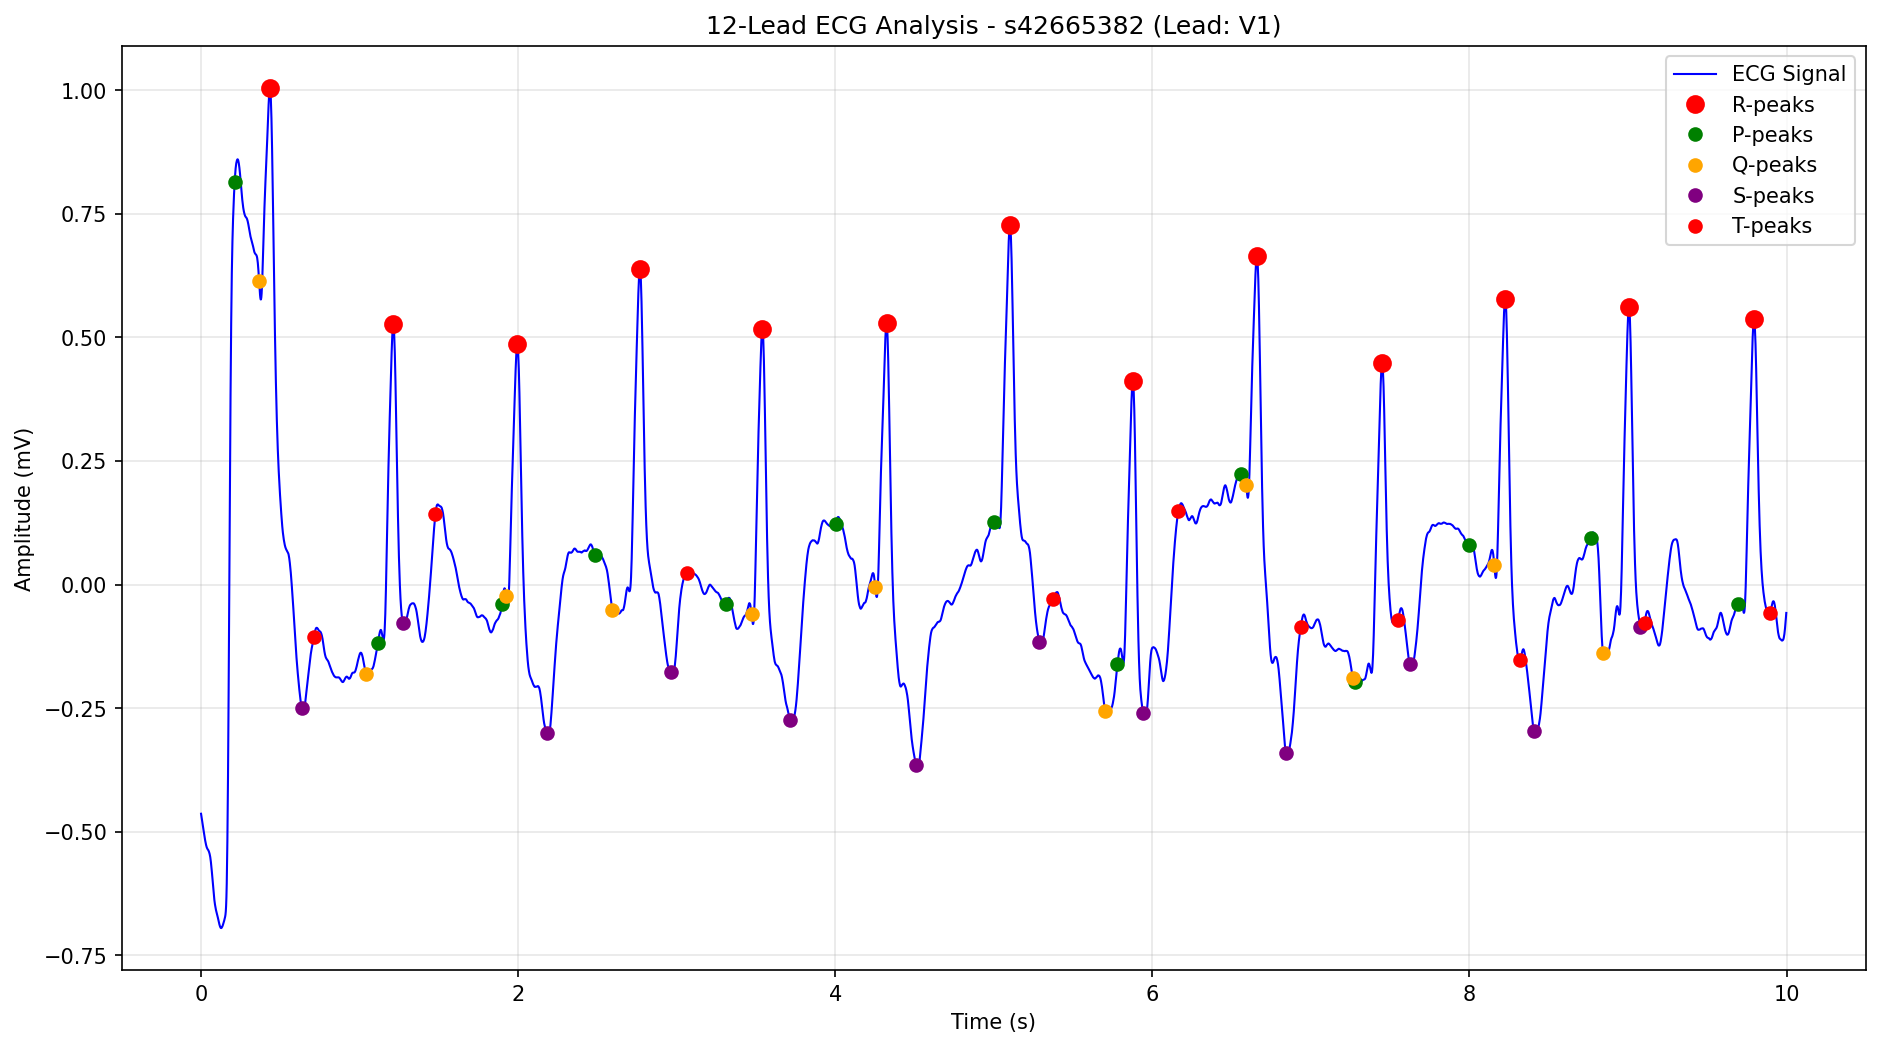 12-Lead ECG Analysis - s42665382 (Lead: V1)
ECG Signal
R-peaks
P-peaks
Q-peaks
S-peaks
T-peaks
Amplitude (mV)
1.00
0.75
0.50
0.25
0.00
−0.25
−0.50
−0.75
0 2 4 6 8 10
Time (s)